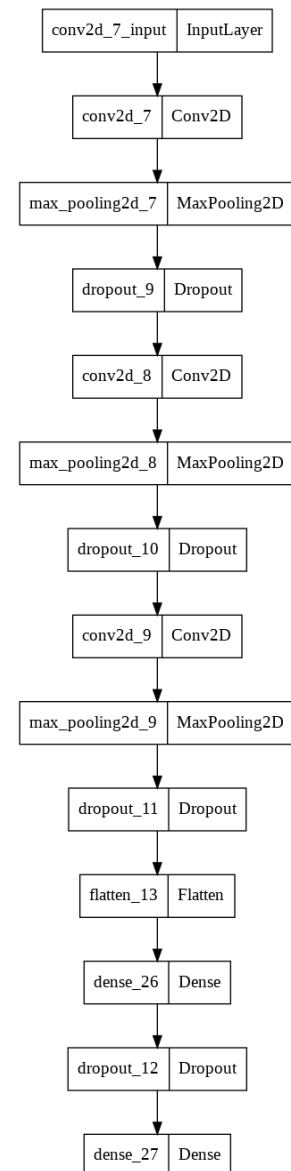 conv2d_7_input InputLayer
conv2d_7 Conv2D
max_pooling2d_7 MaxPooling2D
dropout_9 Dropout
conv2d_8 Conv2D
max_pooling2d_8 MaxPooling2D
dropout_10 Dropout
conv2d_9 Conv2D
max_pooling2d_9 MaxPooling2D
dropout_11 Dropout
flatten_13 Flatten
dense_26 Dense
dropout_12 Dropout
dense_27 Dense